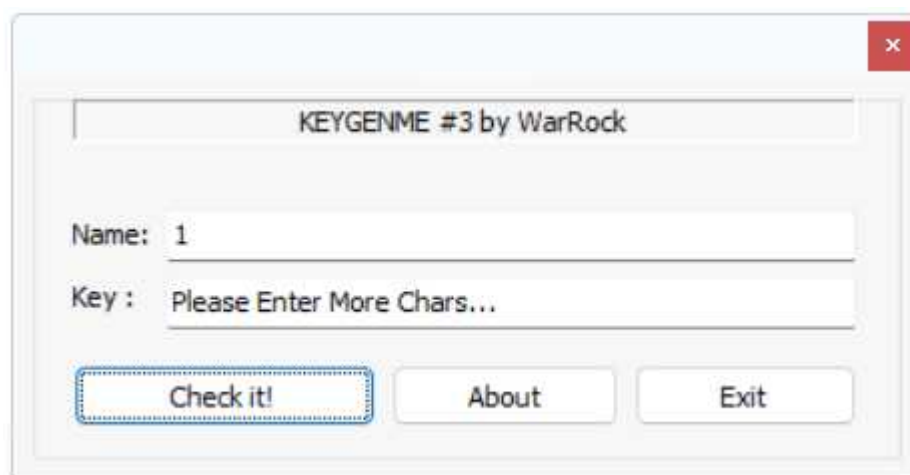 KEYGENME #3 by WarRock
Name: 1
Key : Please Enter More Chars...
Check it! About Exit